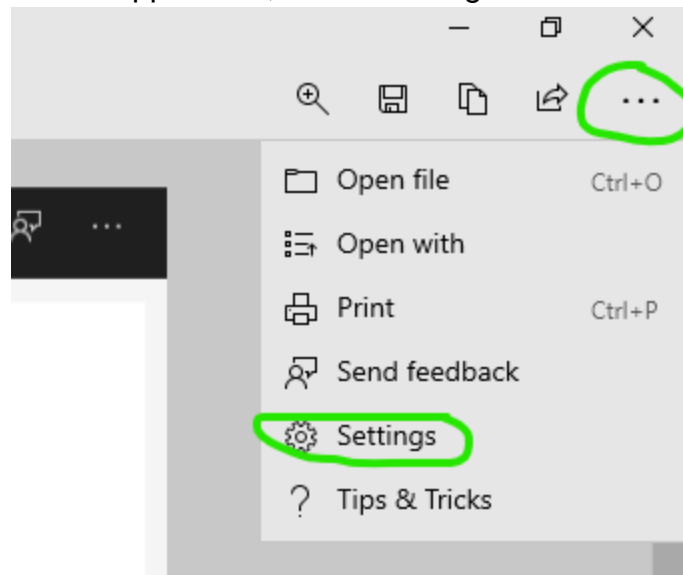 Open file Ctrl+O
Open with
Print Ctrl+P
Send feedback
Settings
? Tips & Tricks